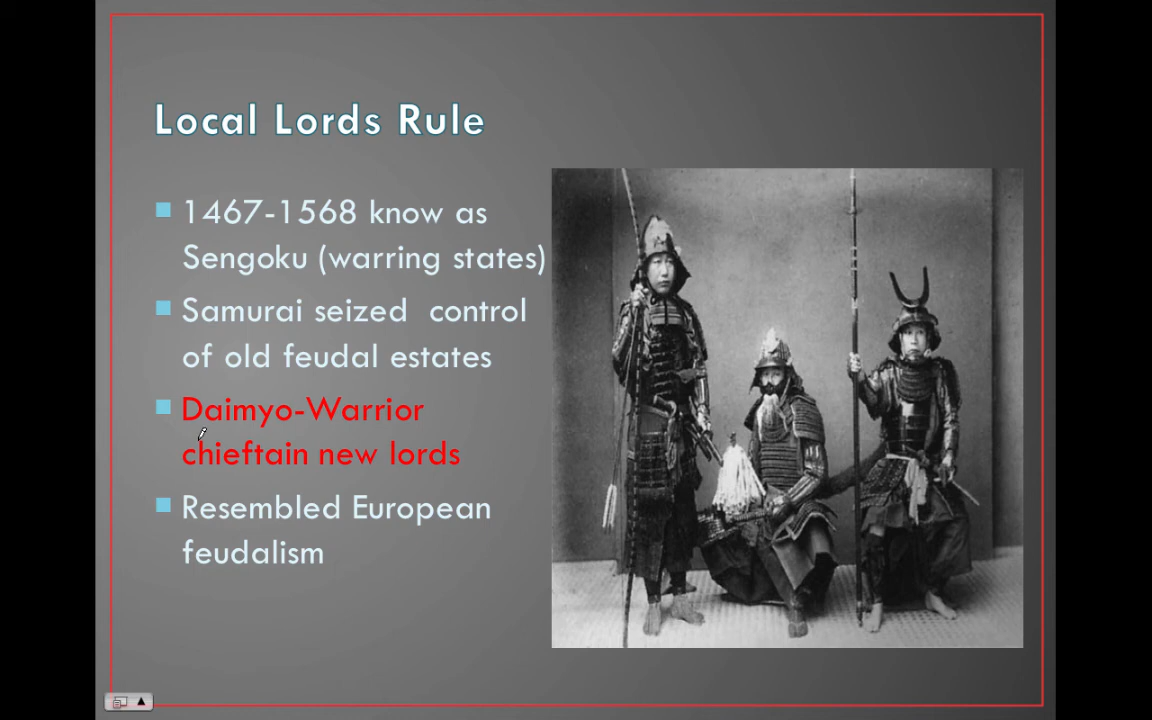 Local Lords Rule
1467-1568 know as
Sengoku (warring states)
Samurai seized  control
of old feudal estates
Daimyo-Warrior
chieftain new lords
Resembled European
feudalism